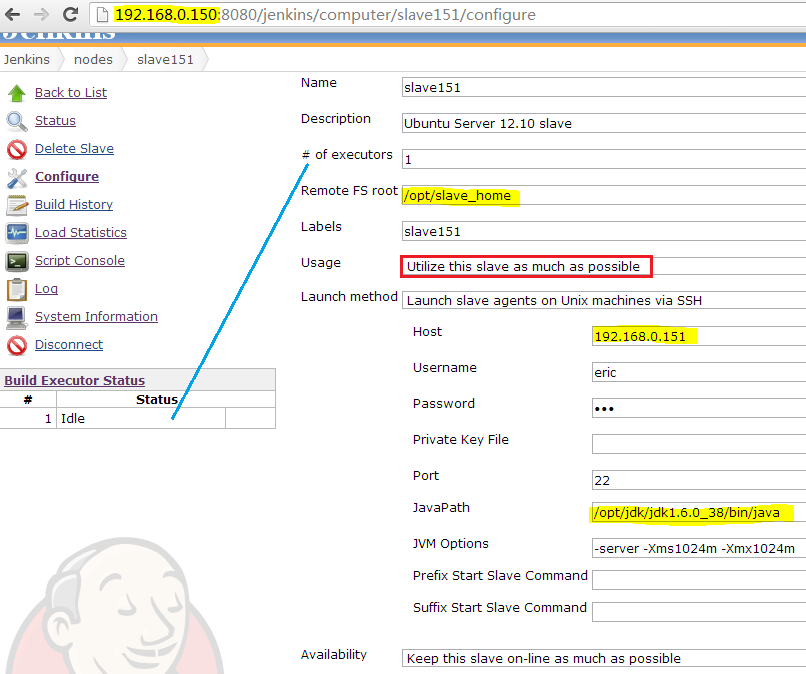 192.168.0.150:8080/jenkins/computer/slave151/configure
Jenkins
Jenkins nodes slave151
Back to List
Status
Delete Slave
Configure
Build History
Load Statistics
Script Console
Log
System Information
Disconnect
Build Executor Status
# Status
1 Idle
Name slave151
Description Ubuntu Server 12.10 slave
# of executors 1
Remote FS root /opt/slave_home
Labels slave151
Usage Utilize this slave as much as possible
Launch method Launch slave agents on Unix machines via SSH
Host 192.168.0.151
Username eric
Password •••
Private Key File
Port 22
JavaPath /opt/jdk/jdk1.6.0_38/bin/java
JVM Options -server -Xms1024m -Xmx1024m
Prefix Start Slave Command
Suffix Start Slave Command
Availability Keep this slave on-line as much as possible